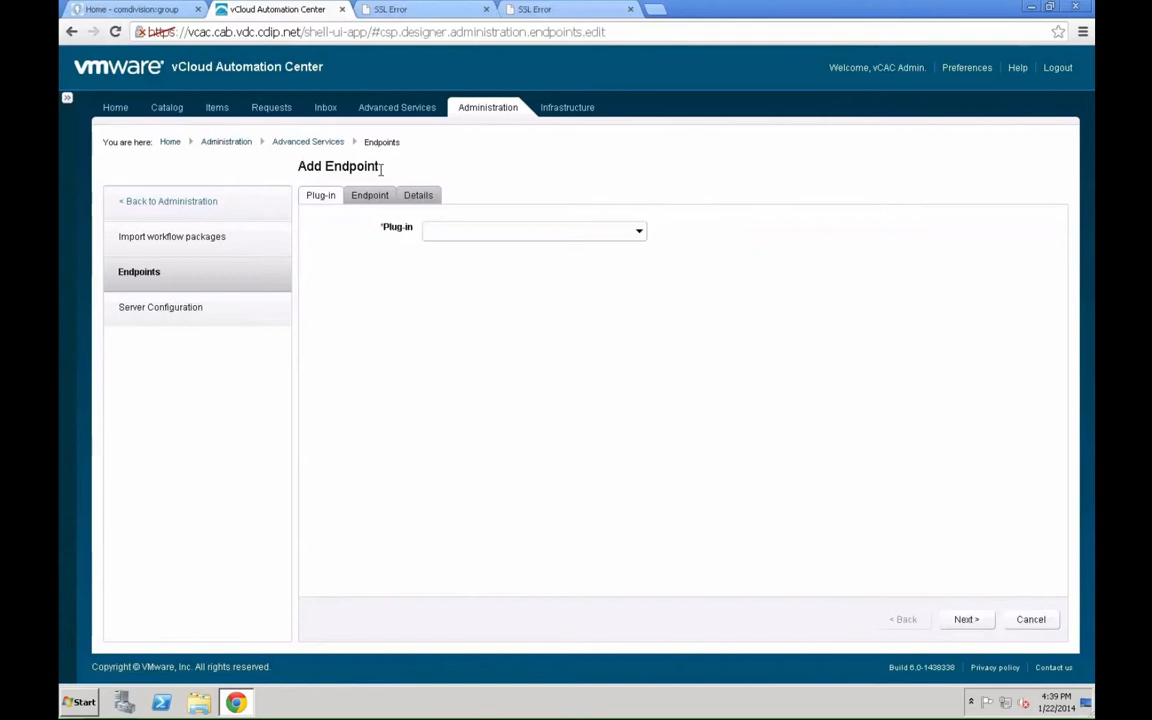 Home - comdivision:group
vCloud Automation Center
SSL Error
SSL Error
https://vcac.cab.vdc.cdip.net/shell-ui-app/#csp.designer.administration.endpoints.edit
vmware vCloud Automation Center
Welcome, vCAC Admin. Preferences Help Logout
Home Catalog Items Requests Inbox Advanced Services Administration Infrastructure
You are here: Home Administration Advanced Services Endpoints
Add Endpoint
< Back to Administration
Import workflow packages
Endpoints
Server Configuration
Plug-in Endpoint Details
*Plug-in
< Back Next > Cancel
Copyright © VMware, Inc. All rights reserved.
Build 6.0-1438338 Privacy policy Contact us
Start
4:39 PM
1/22/2014